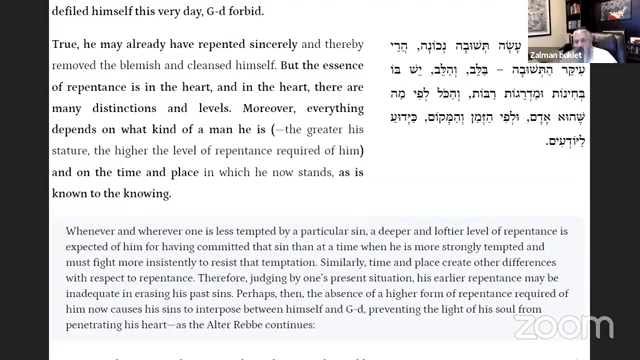 defiled himself this very day, G-d forbid.
True, he may already have repented sincerely and thereby
removed the blemish and cleansed himself. But the essence
of repentance is in the heart, and in the heart, there are
many distinctions and levels. Moreover, everything
depends on what kind of a man he is (—the greater his
stature, the higher the level of repentance required of him)
and on the time and place in which he now stands, as is
known to the knowing.
עָשָׂה תְּשׁוּבָה נְכוֹנָה, הֲרֵי
עִיקַּר הַתְּשׁוּבָה – בַּלֵּב, וְהַלֵּב, יֵשׁ בּוֹ
בְּחִינוֹת וּמַדְרֵגוֹת רַבּוֹת, וְהַכֹּל לְפִי מַה
שֶּׁהוּא אָדָם, וּלְפִי הַזְּמַן וְהַמָּקוֹם, כַּיָּדוּעַ
לַיּוֹדְעִים.
Zalman Bukiet
Whenever and wherever one is less tempted by a particular sin, a deeper and loftier level of repentance is
expected of him for having committed that sin than at a time when he is more strongly tempted and
must fight more insistently to resist that temptation. Similarly, time and place create other differences
with respect to repentance. Therefore, judging by one's present situation, his earlier repentance may be
inadequate in erasing his past sins. Perhaps, then, the absence of a higher form of repentance required of
him now causes his sins to interpose between himself and G-d, preventing the light of his soul from
penetrating his heart—as the Alter Rebbe continues:
zoom